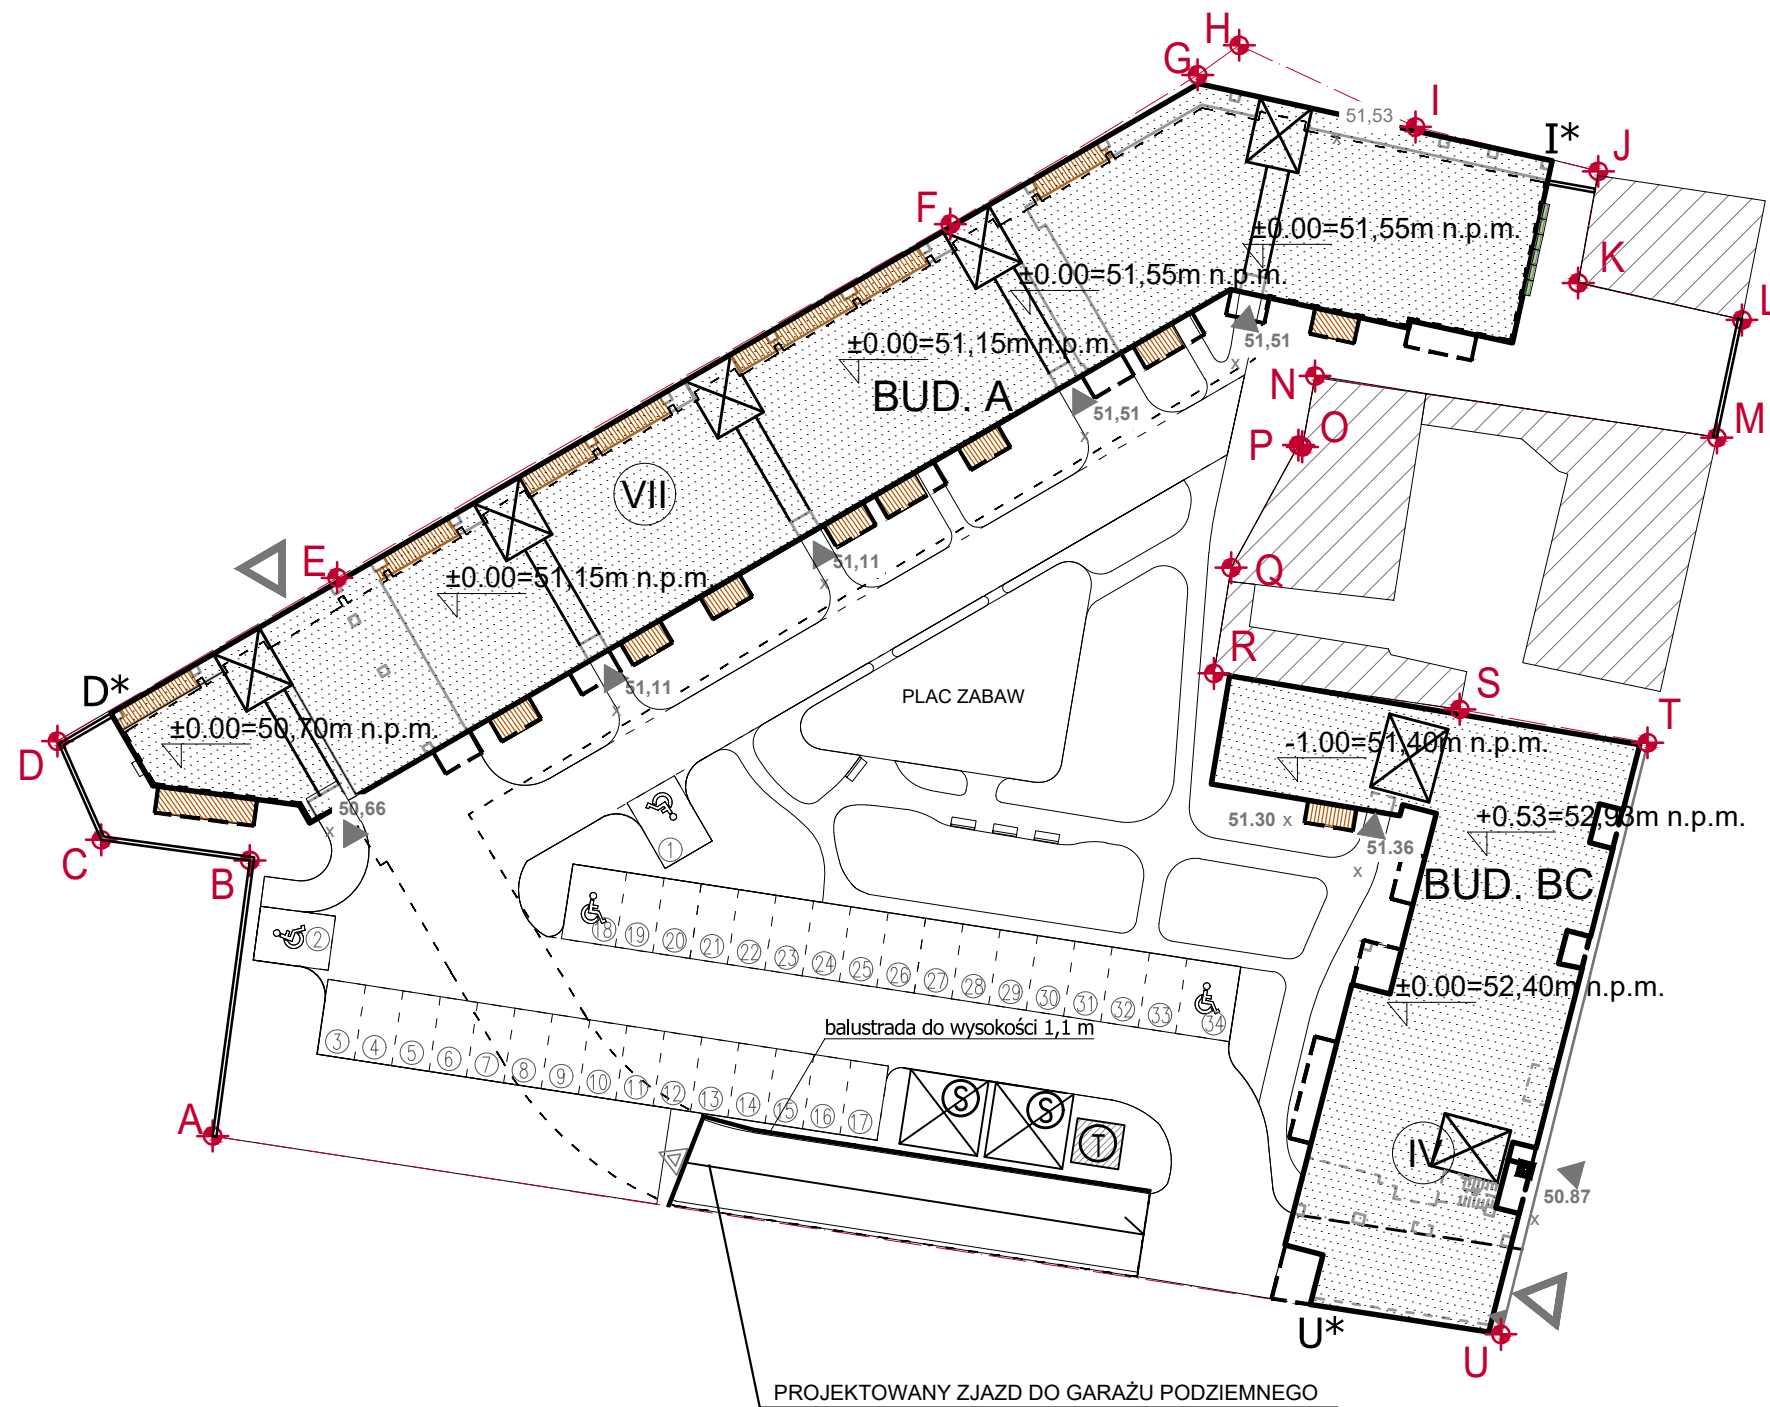 H
G
I
51,53
I*
J
F
±0.00=51,55m n.p.m.
K
±0.00=51,55m n.p.m.
L
51,51
x
±0.00=51,15m n.p.m.
N
BUD. A
51,51
x
M
P
O
VII
E
51,11
x
Q
±0.00=51,15m n.p.m.
R
D*
51,11
x
PLAC ZABAW
S
T
±0.00=50,70m n.p.m.
D
-1.00=51,40m n.p.m.
50,66
x
51.30 x
+0.53=52,93m n.p.m.
C
1
51.36
x
B
BUD. BC
2
18 19 20 21 22 23 24 25 26 27 28 29 30 31 32 33 34
±0.00=52,40m n.p.m.
balustrada do wysokości 1,1 m
3 4 5 6 7 8 9 10 11 12 13 14 15 16 17
S
S
A
T
IV
50.87
x
U*
U
PROJEKTOWANY ZJAZD DO GARAŻU PODZIEMNEGO